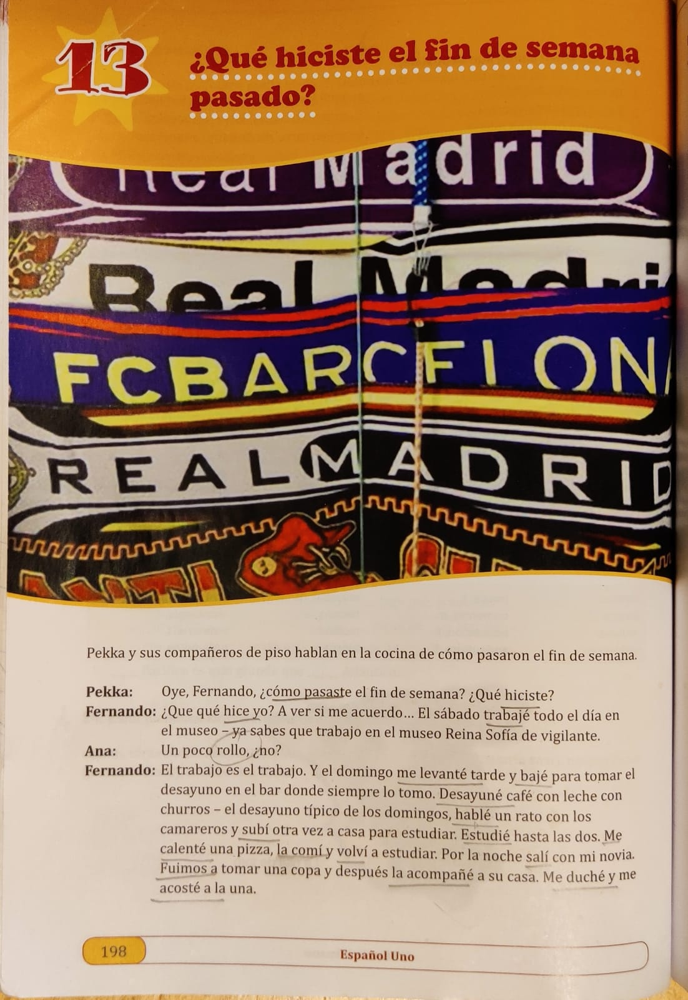 13
¿Qué hiciste el fin de semana
pasado?
Real Madrid
Real Madri
FCBARCELONA
REALMADRID
ANTI
Pekka y sus compañeros de piso hablan en la cocina de cómo pasaron el fin de semana.
Pekka: Oye, Fernando, ¿cómo pasaste el fin de semana? ¿Qué hiciste?
Fernando: ¿Que qué hice yo? A ver si me acuerdo... El sábado trabajé todo el día en
el museo – ya sabes que trabajo en el museo Reina Sofía de vigilante.
Ana: Un poco rollo, ¿no?
Fernando: El trabajo es el trabajo. Y el domingo me levanté tarde y bajé para tomar el
desayuno en el bar donde siempre lo tomo. Desayuné café con leche con
churros – el desayuno típico de los domingos, hablé un rato con los
camareros y subí otra vez a casa para estudiar. Estudié hasta las dos. Me
calenté una pizza, la comí y volví a estudiar. Por la noche salí con mi novia.
Fuimos a tomar una copa y después la acompañé a su casa. Me duché y me
acosté a la una.
198
Español Uno